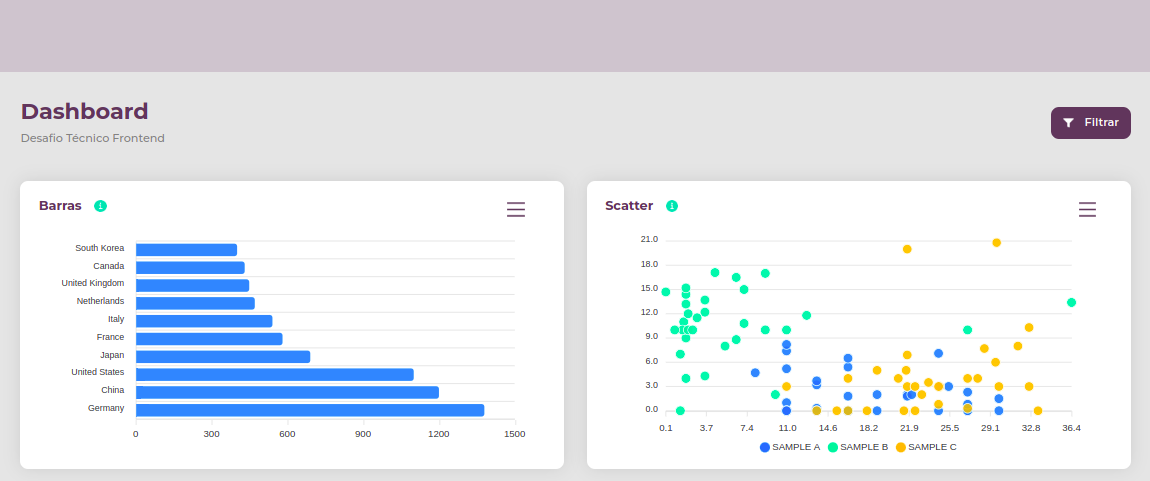 Dashboard
Desafio Técnico Frontend
Filtrar
Barras
South Korea
Canada
United Kingdom
Netherlands
Italy
France
Japan
United States
China
Germany
0 300 600 900 1200 1500
Scatter
21.0
18.0
15.0
12.0
9.0
6.0
3.0
0.0
0.1 3.7 7.4 11.0 14.6 18.2 21.9 25.5 29.1 32.8 36.4
SAMPLE A SAMPLE B SAMPLE C